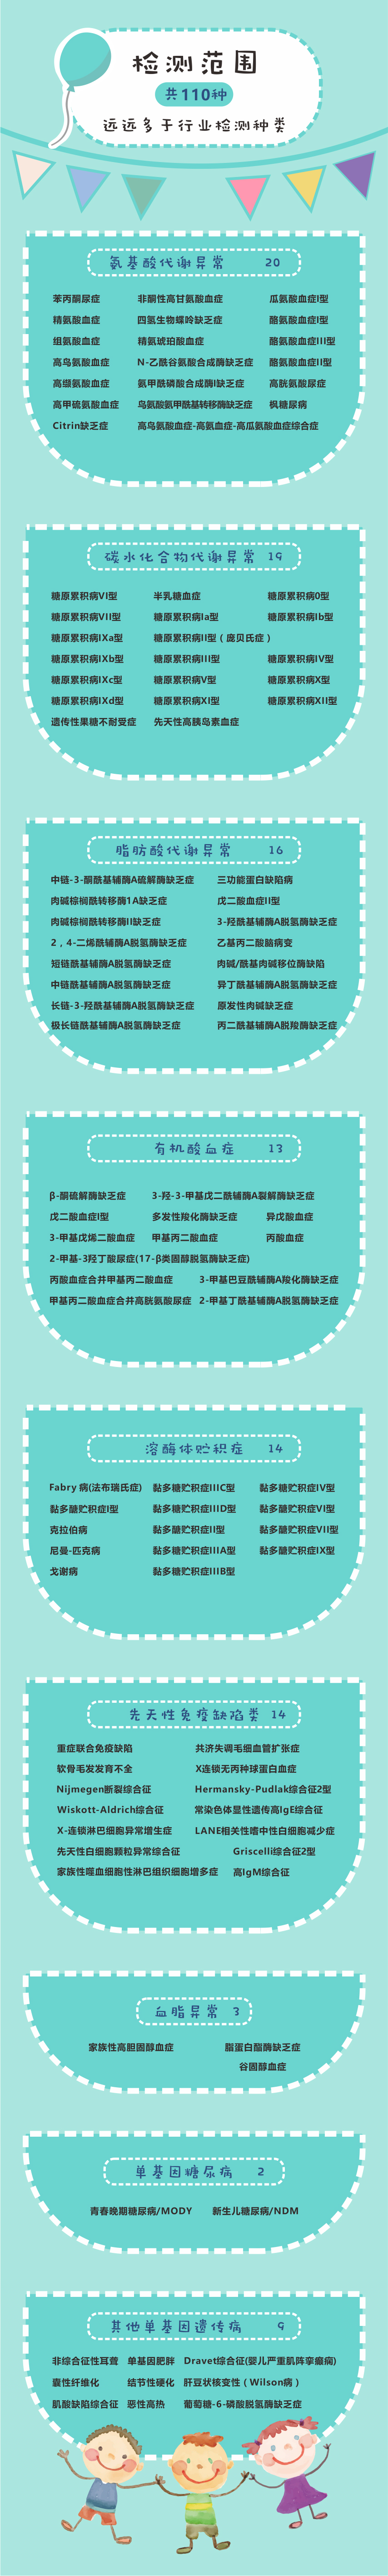 检测范围
共110种
远远多于行业检测种类
氨基酸代谢异常 20
苯丙酮尿症 非酮性高甘氨酸血症 瓜氨酸血症I型
精氨酸血症 四氢生物蝶呤缺乏症 酪氨酸血症I型
组氨酸血症 精氨琥珀酸血症 酪氨酸血症III型
高鸟氨酸血症 N-乙酰谷氨酸合成酶缺乏症 酪氨酸血症II型
高缬氨酸血症 氨甲酰磷酸合成酶I缺乏症 高胱氨酸尿症
高甲硫氨酸血症 鸟氨酸氨甲酰基转移酶缺乏症 枫糖尿病
Citrin缺乏症 高鸟氨酸血症-高氨血症-高瓜氨酸血症综合症
碳水化合物代谢异常 19
糖原累积病VI型 半乳糖血症 糖原累积病0型
糖原累积病VII型 糖原累积病Ia型 糖原累积病Ib型
糖原累积病IXa型 糖原累积病II型（庞贝氏症）
糖原累积病IXb型 糖原累积病III型 糖原累积病IV型
糖原累积病IXc型 糖原累积病V型 糖原累积病X型
糖原累积病IXd型 糖原累积病XI型 糖原累积病XII型
遗传性果糖不耐受症 先天性高胰岛素血症
脂肪酸代谢异常 16
中链-3-酮酰基辅酶A硫解酶缺乏症 三功能蛋白缺陷病
肉碱棕榈酰转移酶1A缺乏症 戊二酸血症II型
肉碱棕榈酰转移酶II缺乏症 3-羟酰基辅酶A脱氢酶缺乏症
2，4-二烯酰辅酶A脱氢酶缺乏症 乙基丙二酸脑病变
短链酰基辅酶A脱氢酶缺乏症 肉碱/酰基肉碱移位酶缺陷
中链酰基辅酶A脱氢酶缺乏症 异丁酰基辅酶A脱氢酶缺乏症
长链-3-羟酰基辅酶A脱氢酶缺乏症 原发性肉碱缺乏症
极长链酰基辅酶A脱氢酶缺乏症 丙二酰基辅酶A脱羧酶缺乏症
有机酸血症 13
β-酮硫解酶缺乏症 3-羟-3-甲基戊二酰辅酶A裂解酶缺乏症
戊二酸血症I型 多发性羧化酶缺乏症 异戊酸血症
3-甲基戊烯二酸血症 甲基丙二酸血症 丙酸血症
2-甲基-3羟丁酸尿症(17-β类固醇脱氢酶缺乏症)
丙酸血症合并甲基丙二酸血症 3-甲基巴豆酰辅酶A羧化酶缺乏症
甲基丙二酸血症合并高胱氨酸尿症 2-甲基丁酰基辅酶A脱氢酶缺乏症
溶酶体贮积症 14
Fabry 病(法布瑞氏症) 黏多糖贮积症IIIC型 黏多糖贮积症IV型
黏多醣贮积症I型 黏多糖贮积症IIID型 黏多醣贮积症VI型
克拉伯病 黏多醣贮积症II型 黏多醣贮积症VII型
尼曼-匹克病 黏多糖贮积症IIIA型 黏多醣贮积症IX型
戈谢病 黏多糖贮积症IIIB型
先天性免疫缺陷类 14
重症联合免疫缺陷 共济失调毛细血管扩张症
软骨毛发发育不全 X连锁无丙种球蛋白血症
Nijmegen断裂综合征 Hermansky-Pudlak综合征2型
Wiskott-Aldrich综合征 常染色体显性遗传高IgE综合征
X-连锁淋巴细胞异常增生症 LANE相关性嗜中性白细胞减少症
先天性白细胞颗粒异常综合征 Griscelli综合征2型
家族性噬血细胞性淋巴组织细胞增多症 高IgM综合征
血脂异常 3
家族性高胆固醇血症 脂蛋白酯酶缺乏症
谷固醇血症
单基因糖尿病 2
青春晚期糖尿病/MODY 新生儿糖尿病/NDM
其他单基因遗传病 9
非综合征性耳聋 单基因肥胖 Dravet综合征(婴儿严重肌阵挛癫痫)
囊性纤维化 结节性硬化 肝豆状核变性（Wilson病）
肌酸缺陷综合征 恶性高热 葡萄糖-6-磷酸脱氢酶缺乏症